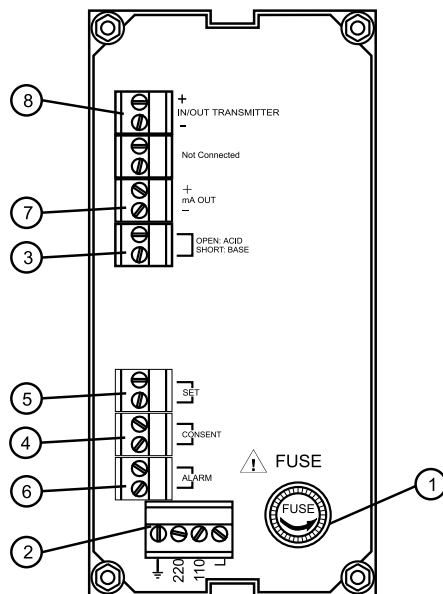 8
+
IN/OUT TRANSMITTER
-
Not Connected
7
+
mA OUT
-
3
OPEN: ACID
SHORT: BASE
5
SET
4
CONSENT
6
ALARM
! FUSE
1
FUSE
2
220
110
L